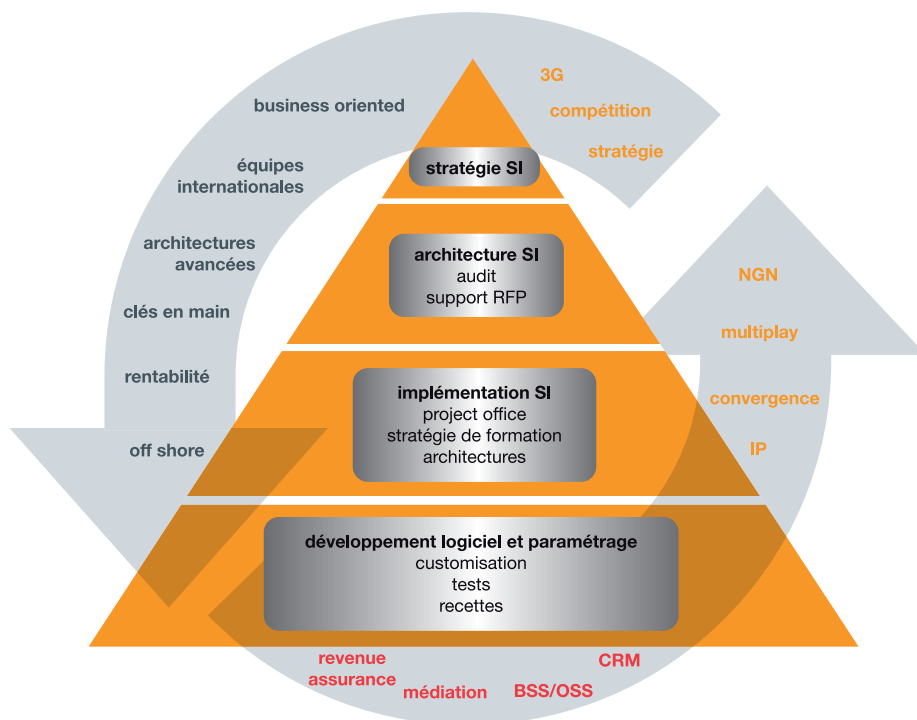 3G
business oriented
compétition
stratégie
équipes
internationales
stratégie SI
architectures
avancées
architecture SI
audit
support RFP
NGN
clés en main
multiplay
rentabilité
implémentation SI
project office
stratégie de formation
architectures
convergence
off shore
IP
développement logiciel et paramétrage
customisation
tests
recettes
revenue
assurance
médiation
BSS/OSS
CRM